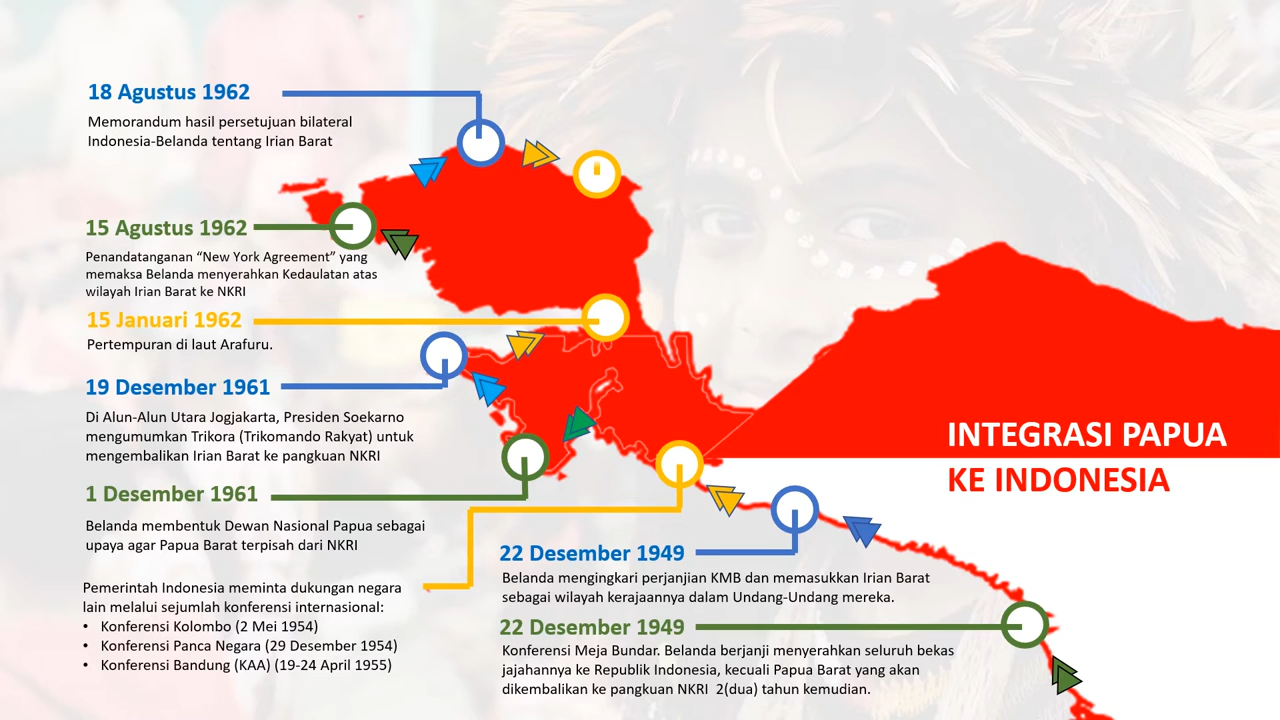 18 Agustus 1962
Memorandum hasil persetujuan bilateral
Indonesia-Belanda tentang Irian Barat
15 Agustus 1962
Penandatanganan “New York Agreement” yang
memaksa Belanda menyerahkan Kedaulatan atas
wilayah Irian Barat ke NKRI
15 Januari 1962
Pertempuran di laut Arafuru.
19 Desember 1961
Di Alun-Alun Utara Jogjakarta, Presiden Soekarno
mengumumkan Trikora (Trikomando Rakyat) untuk
mengembalikan Irian Barat ke pangkuan NKRI
1 Desember 1961
Belanda membentuk Dewan Nasional Papua sebagai
upaya agar Papua Barat terpisah dari NKRI
Pemerintah Indonesia meminta dukungan negara
lain melalui sejumlah konferensi internasional:
• Konferensi Kolombo (2 Mei 1954)
• Konferensi Panca Negara (29 Desember 1954)
• Konferensi Bandung (KAA) (19-24 April 1955)
22 Desember 1949
Belanda mengingkari perjanjian KMB dan memasukkan Irian Barat
sebagai wilayah kerajaannya dalam Undang-Undang mereka.
22 Desember 1949
Konferensi Meja Bundar. Belanda berjanji menyerahkan seluruh bekas
jajahannya ke Republik Indonesia, kecuali Papua Barat yang akan
dikembalikan ke pangkuan NKRI 2(dua) tahun kemudian.
INTEGRASI PAPUA
KE INDONESIA